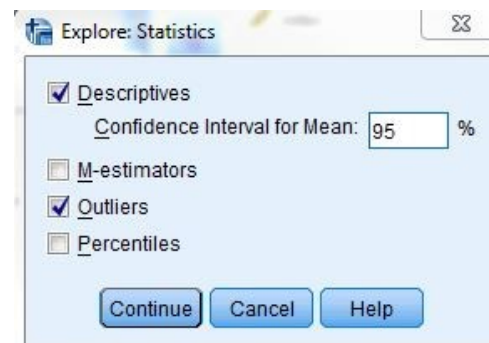 Explore: Statistics
Descriptives
Confidence Interval for Mean: 95 %
M-estimators
Outliers
Percentiles
Continue Cancel Help